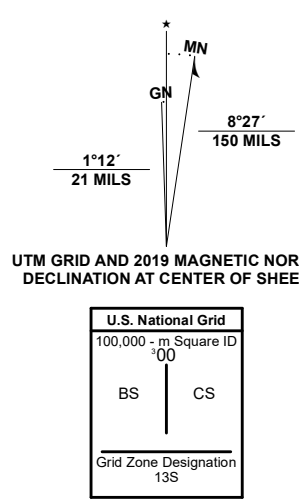 ★
MN
GN
8°27´
150 MILS
1°12´
21 MILS
UTM GRID AND 2019 MAGNETIC NOR
DECLINATION AT CENTER OF SHEE
U.S. National Grid
100,000 - m Square ID
³00
BS CS
Grid Zone Designation
13S